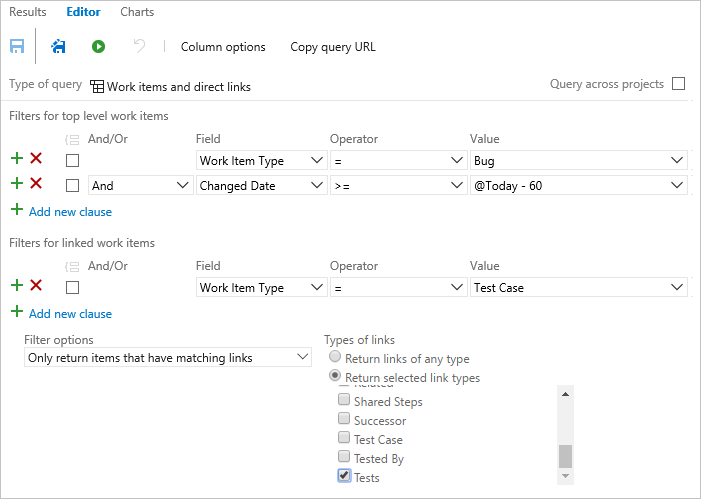 Results Editor Charts
Column options Copy query URL
Type of query Work items and direct links Query across projects
Filters for top level work items
And/Or Field Operator Value
Work Item Type = Bug
And Changed Date >= @Today - 60
Add new clause
Filters for linked work items
And/Or Field Operator Value
Work Item Type = Test Case
Add new clause
Filter options Types of links
Only return items that have matching links Return links of any type
Return selected link types
Related
Shared Steps
Successor
Test Case
Tested By
Tests